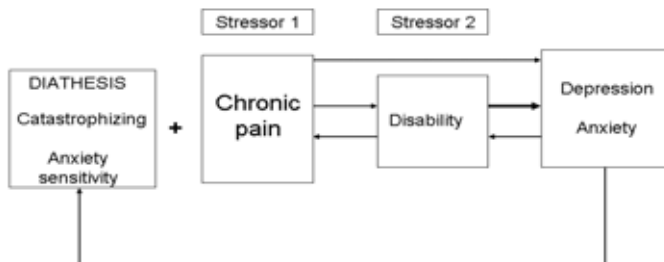 Stressor 1
Stressor 2
DIATHESIS
Catastrophizing
Anxiety
sensitivity
+
Chronic
pain
Disability
Depression
Anxiety